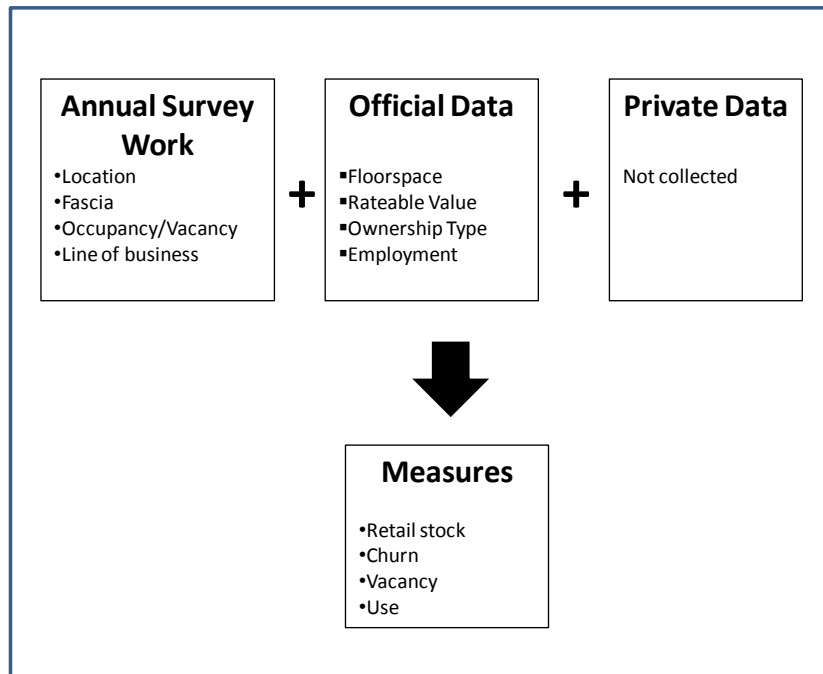 Annual Survey
Work
•Location
•Fascia
•Occupancy/Vacancy
•Line of business
+
Official Data
▪Floorspace
▪Rateable Value
▪Ownership Type
▪Employment
+
Private Data
Not collected
Measures
•Retail stock
•Churn
•Vacancy
•Use